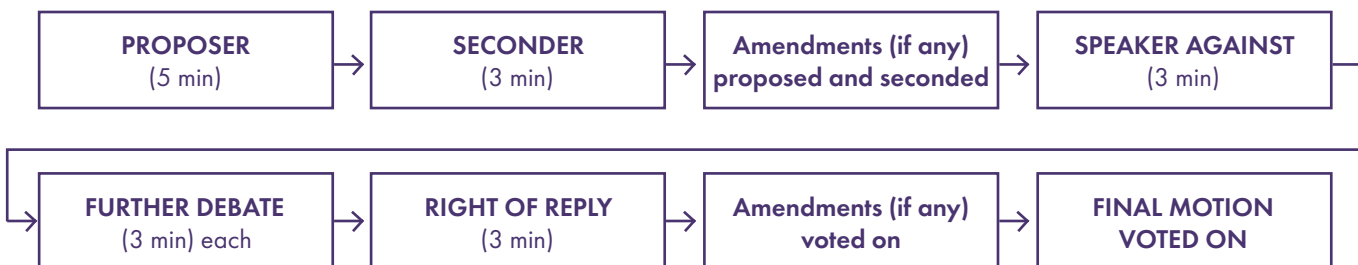 PROPOSER
(5 min)
SECONDER
(3 min)
Amendments (if any)
proposed and seconded
SPEAKER AGAINST
(3 min)
FURTHER DEBATE
(3 min) each
RIGHT OF REPLY
(3 min)
Amendments (if any)
voted on
FINAL MOTION
VOTED ON